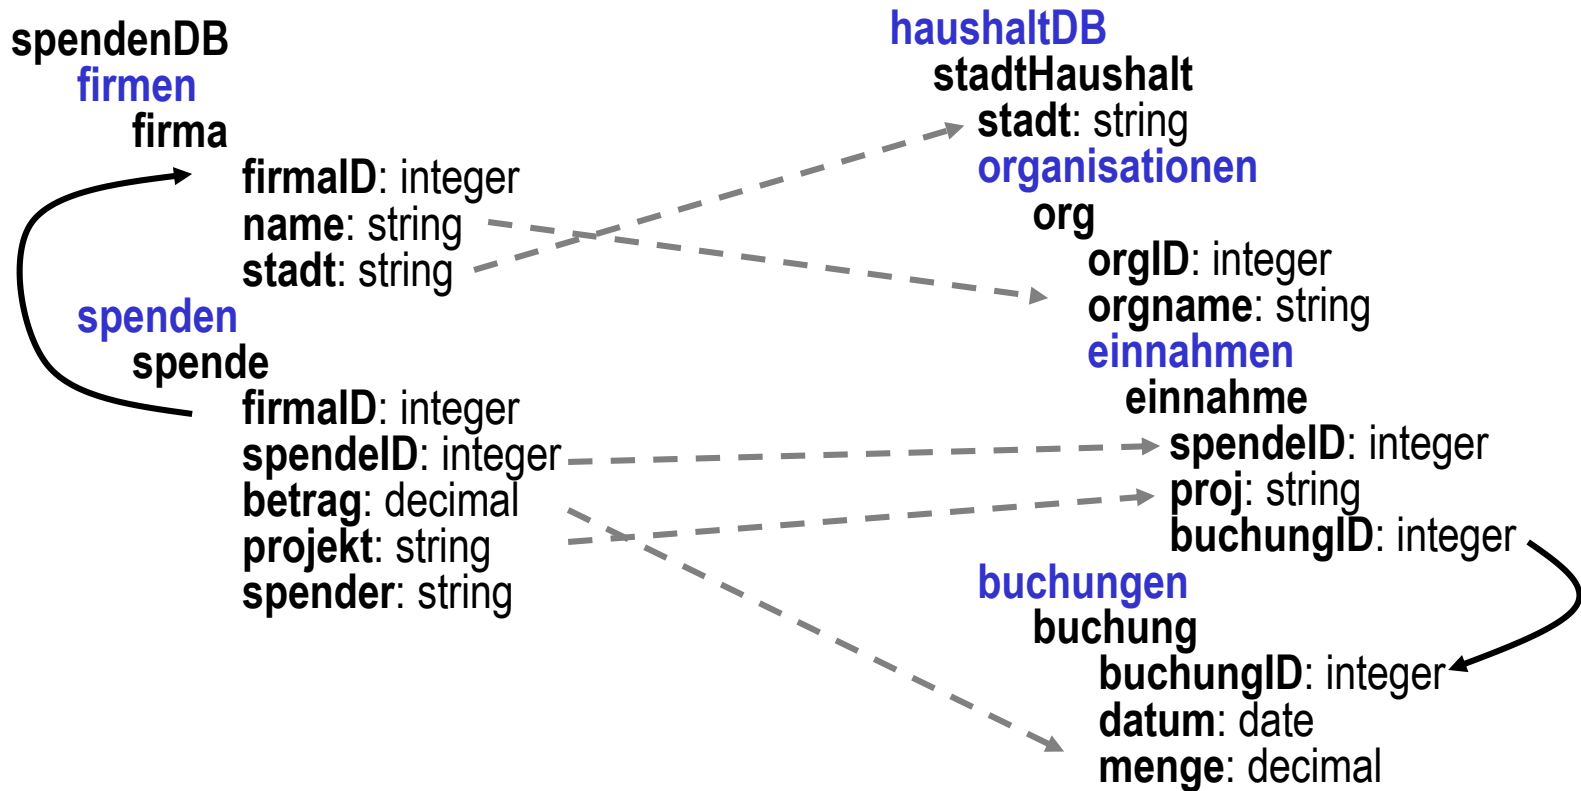 spendenDB
firmen
firma
firmaID: integer
name: string
stadt: string
spenden
spende
firmaID: integer
spendeID: integer
betrag: decimal
projekt: string
spender: string
haushaltDB
stadtHaushalt
stadt: string
organisationen
org
orgID: integer
orgname: string
einnahmen
einnahme
spendeID: integer
proj: string
buchungID: integer
buchungen
buchung
buchungID: integer
datum: date
menge: decimal